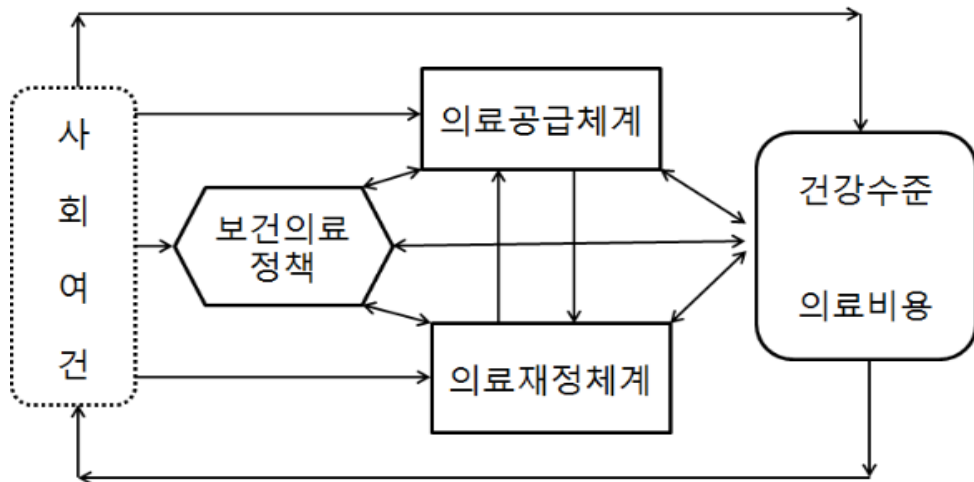 사
회
여
건
보건의료
정책
의료공급체계
의료재정체계
건강수준
의료비용